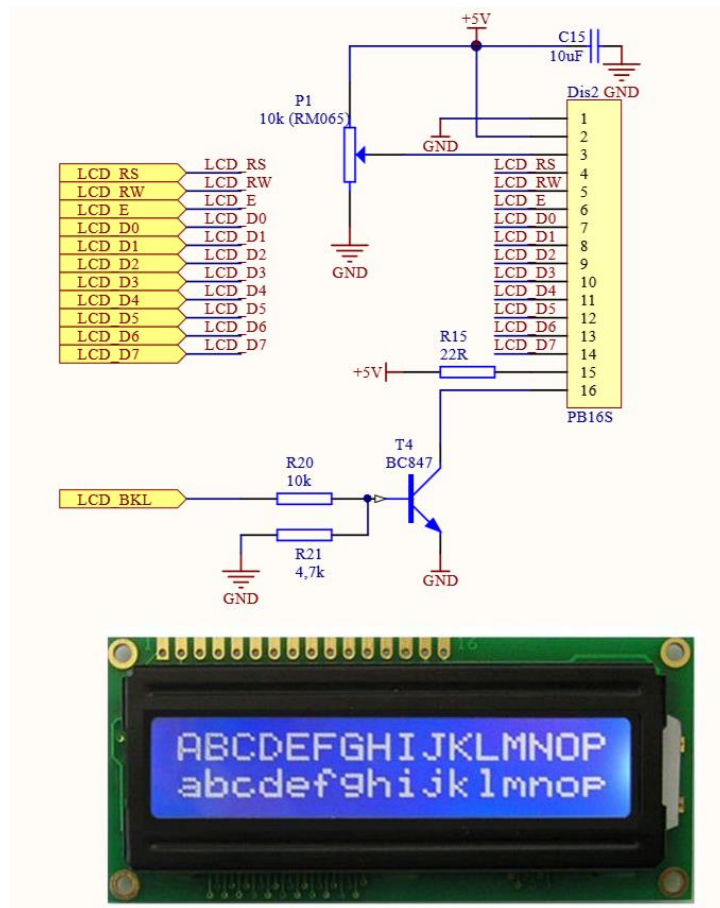 +5V
C15
10uF
GND
Dis2
P1
10k (RM065)
GND
GND
1
2
3
4
5
6
7
8
9
10
11
12
13
14
15
16
PB16S
LCD_RS
LCD_RW
LCD_E
LCD_D0
LCD_D1
LCD_D2
LCD_D3
LCD_D4
LCD_D5
LCD_D6
LCD_D7
LCD_RS
LCD_RW
LCD_E
LCD_D0
LCD_D1
LCD_D2
LCD_D3
LCD_D4
LCD_D5
LCD_D6
LCD_D7
LCD_RS
LCD_RW
LCD_E
LCD_D0
LCD_D1
LCD_D2
LCD_D3
LCD_D4
LCD_D5
LCD_D6
LCD_D7
R15
22R
+5V
T4
BC847
R20
10k
LCD_BKL
R21
4,7k
GND
GND
1 16
ABCDEFGHIJKLMNOP
abcdefghijklmnop